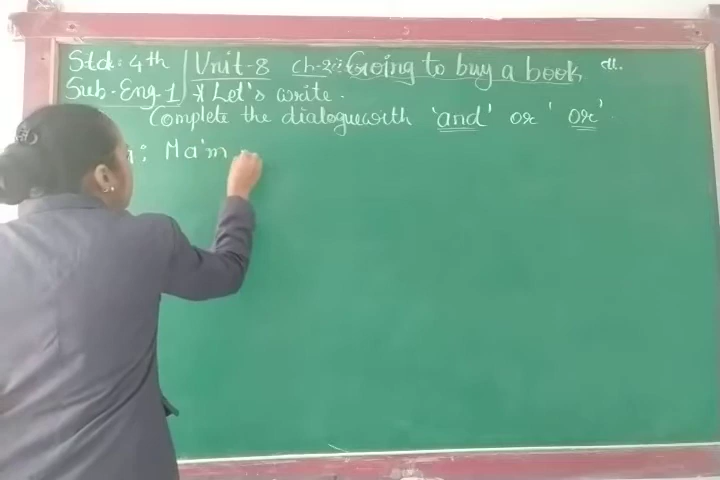 Std: 4th Unit-8 Ch-2: Going to buy a book
Sub-Eng-1 * Let's write.
Complete the dialogue with 'and' or 'or'.
: Ma'm